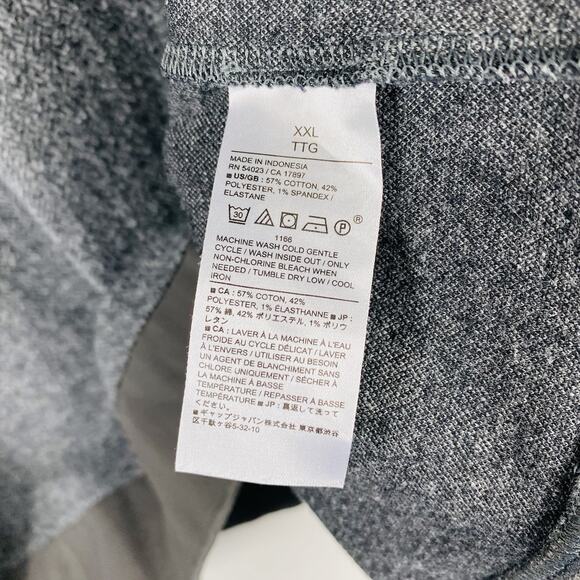 XXL
TTG
MADE IN INDONESIA
RN 54023 / CA 17897
■ US/GB : 57% COTTON, 42%
POLYESTER, 1% SPANDEX /
ELASTANE
30 P ®
1166
MACHINE WASH COLD GENTLE
CYCLE / WASH INSIDE OUT / ONLY
NON-CHLORINE BLEACH WHEN
NEEDED / TUMBLE DRY LOW / COOL
IRON
■ CA : 57% COTON, 42%
POLYESTER, 1% ÉLASTHANNE ■ JP :
57% 綿, 42% ポリエステル, 1% ポリウ
レタン
■ CA : LAVER À LA MACHINE À L'EAU
FROIDE AU CYCLE DÉLICAT / LAVER
À L'ENVERS / UTILISER AU BESOIN
UN AGENT DE BLANCHIMENT SANS
CHLORE UNIQUEMENT / SÉCHER À
LA MACHINE À BASSE
TEMPÉRATURE / REPASSER À BASSE
TEMPÉRATURE ■ JP : 裏返して洗って
ください。
■ ギャップジャパン株式会社 東京都渋谷
区千駄ヶ谷5-32-10